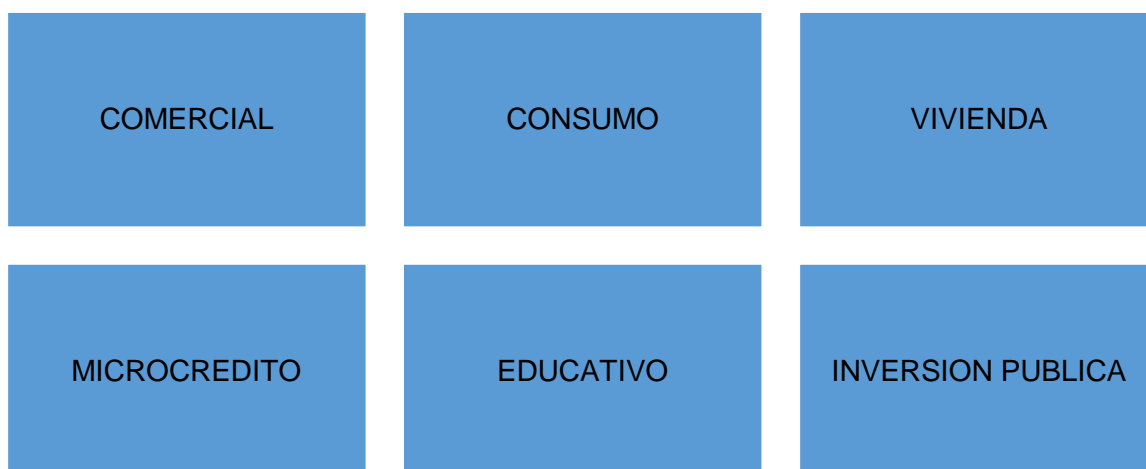 COMERCIAL
CONSUMO
VIVIENDA
MICROCREDITO
EDUCATIVO
INVERSION PUBLICA